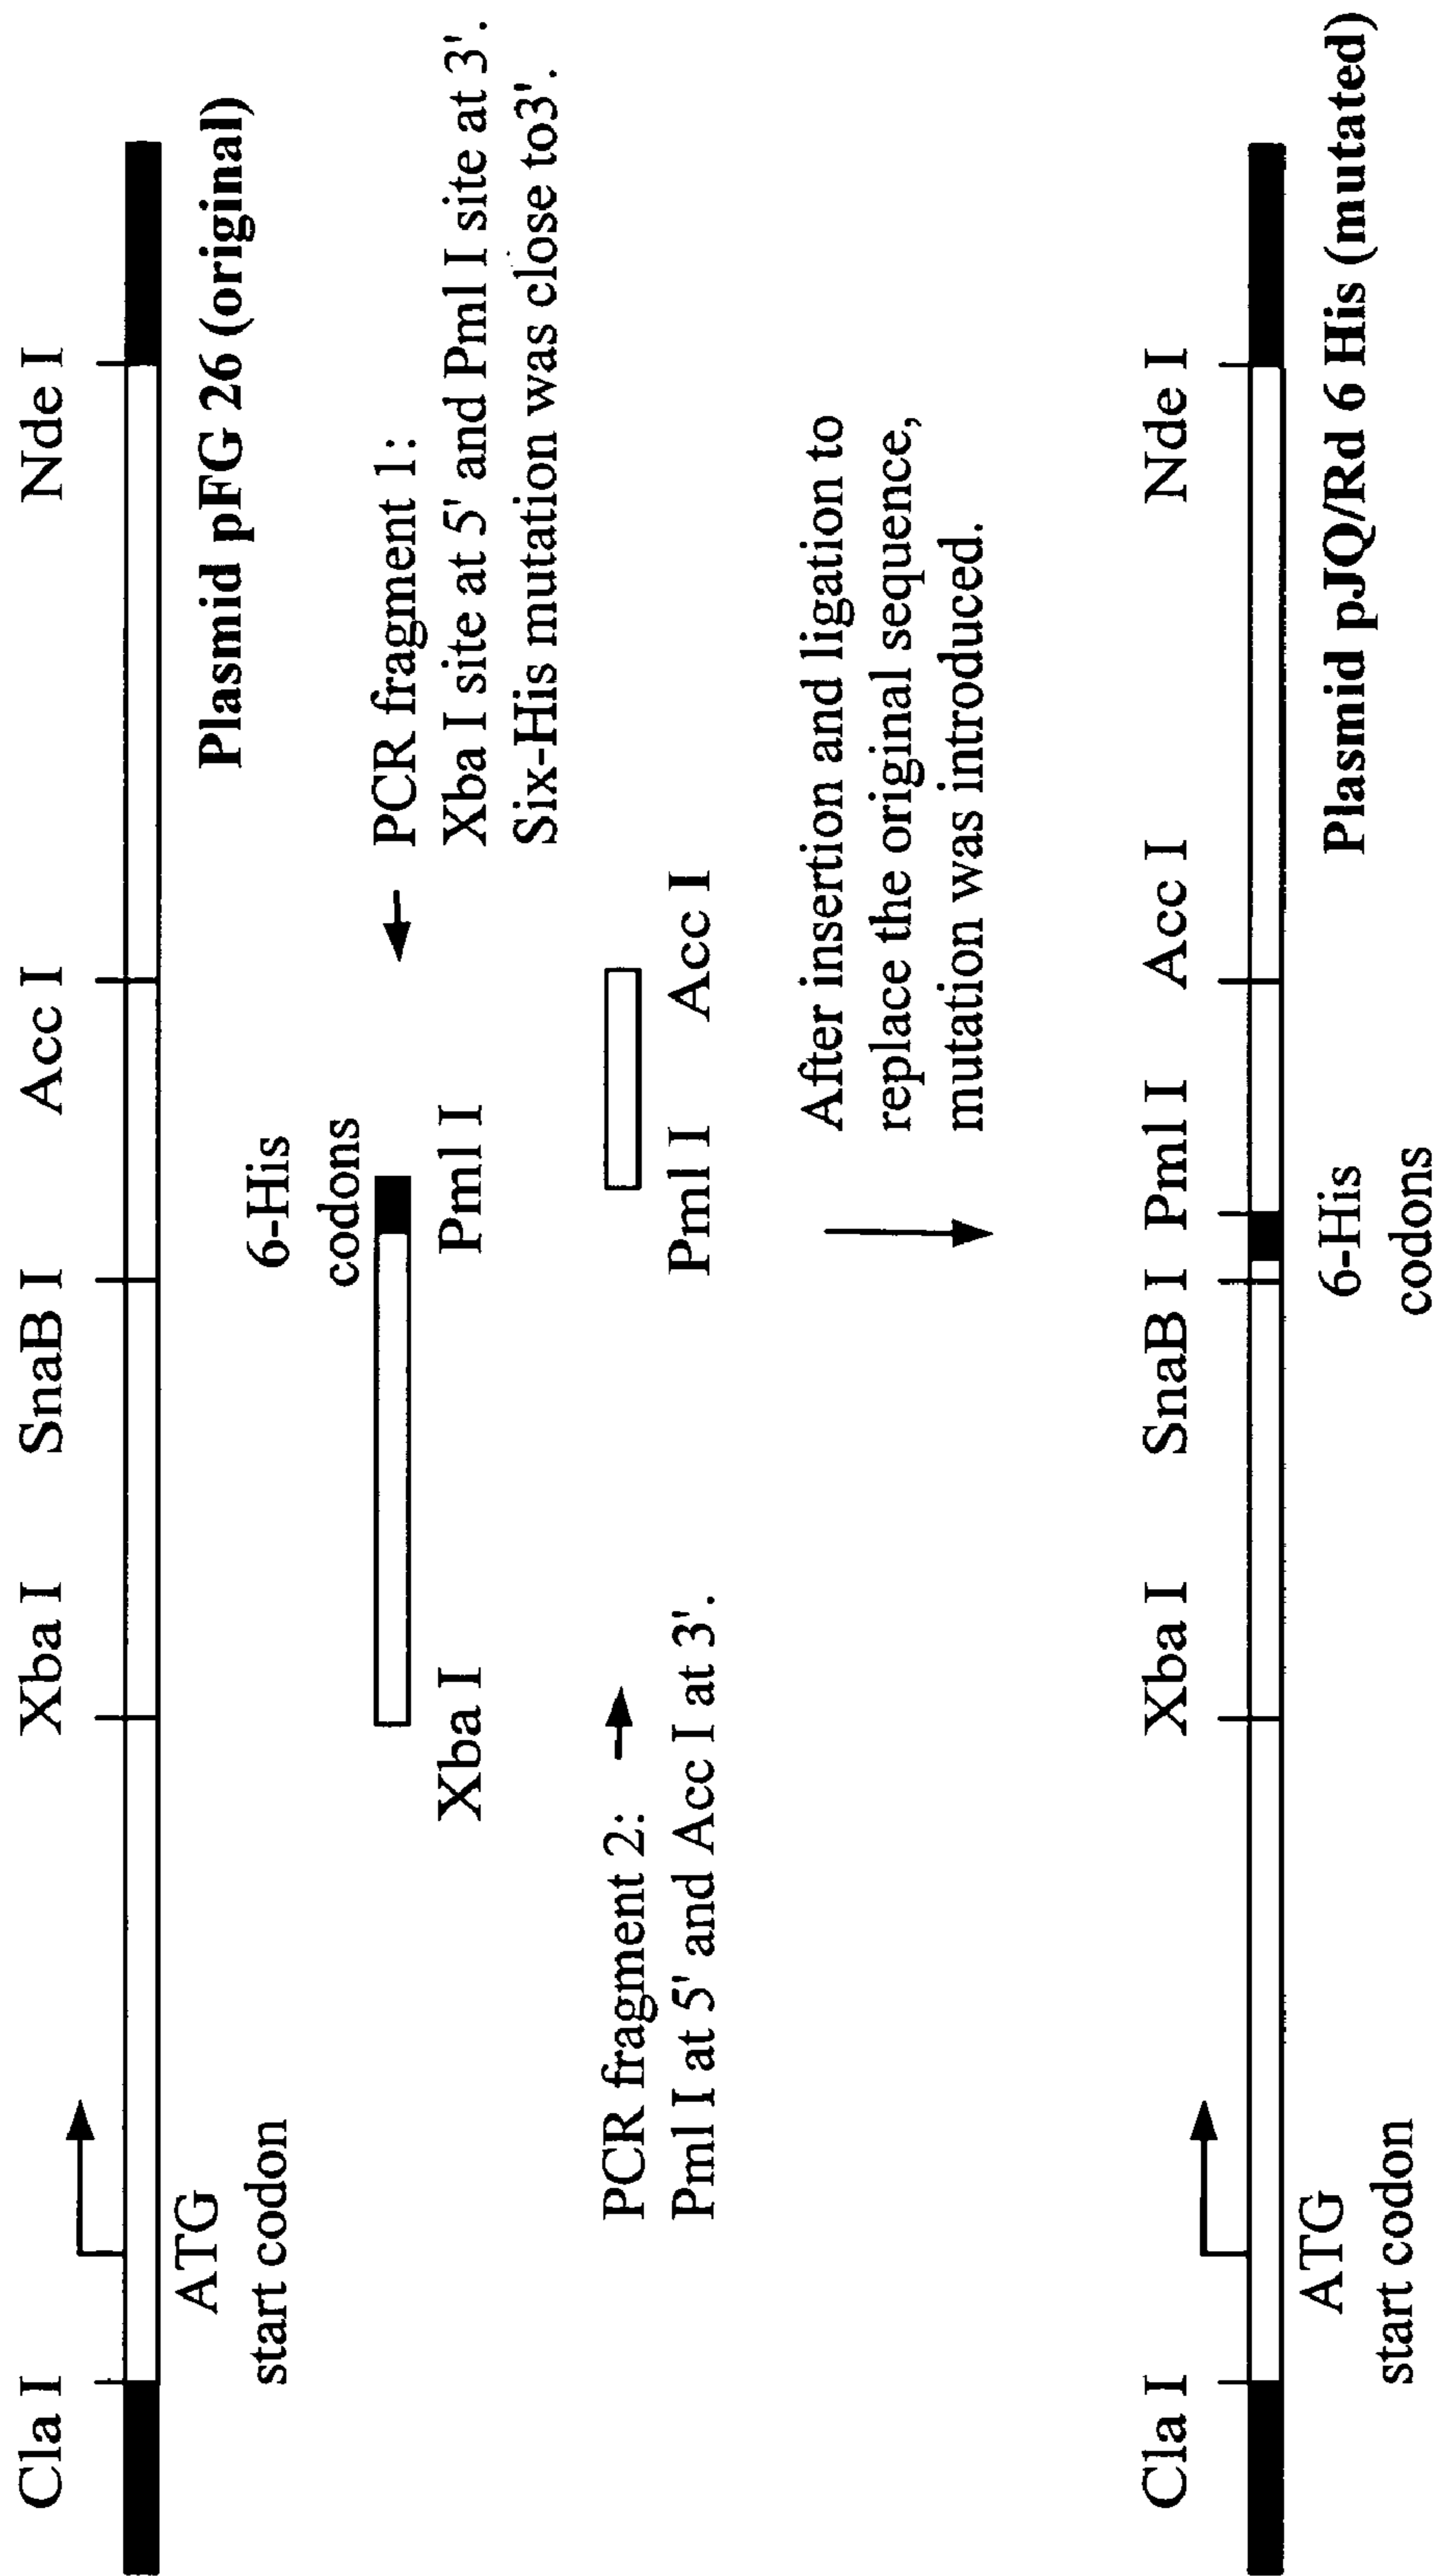 Cla I Xba I SnaB I Acc I Nde I
ATG
start codon
Plasmid pFG 26 (original)
6-His
codons
Xba I Pml I
PCR fragment 1:
Xba I site at 5' and Pml I site at 3'.
Six-His mutation was close to3'.
PCR fragment 2:
Pml I at 5' and Acc I at 3'.
Pml I Acc I
After insertion and ligation to
replace the original sequence,
mutation was introduced.
Cla I Xba I SnaB I Pml I Acc I Nde I
ATG
start codon
6-His
codons
Plasmid pJQ/Rd 6 His (mutated)